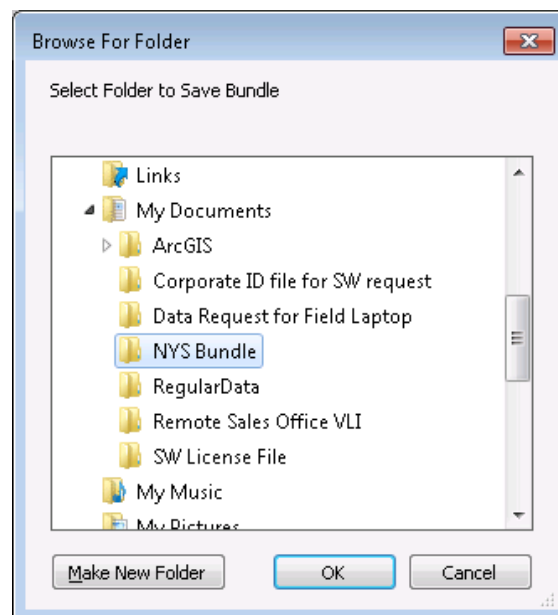 Browse For Folder
Select Folder to Save Bundle
Links
My Documents
ArcGIS
Corporate ID file for SW request
Data Request for Field Laptop
NYS Bundle
RegularData
Remote Sales Office VLI
SW License File
My Music
My Pictures
Make New Folder OK Cancel